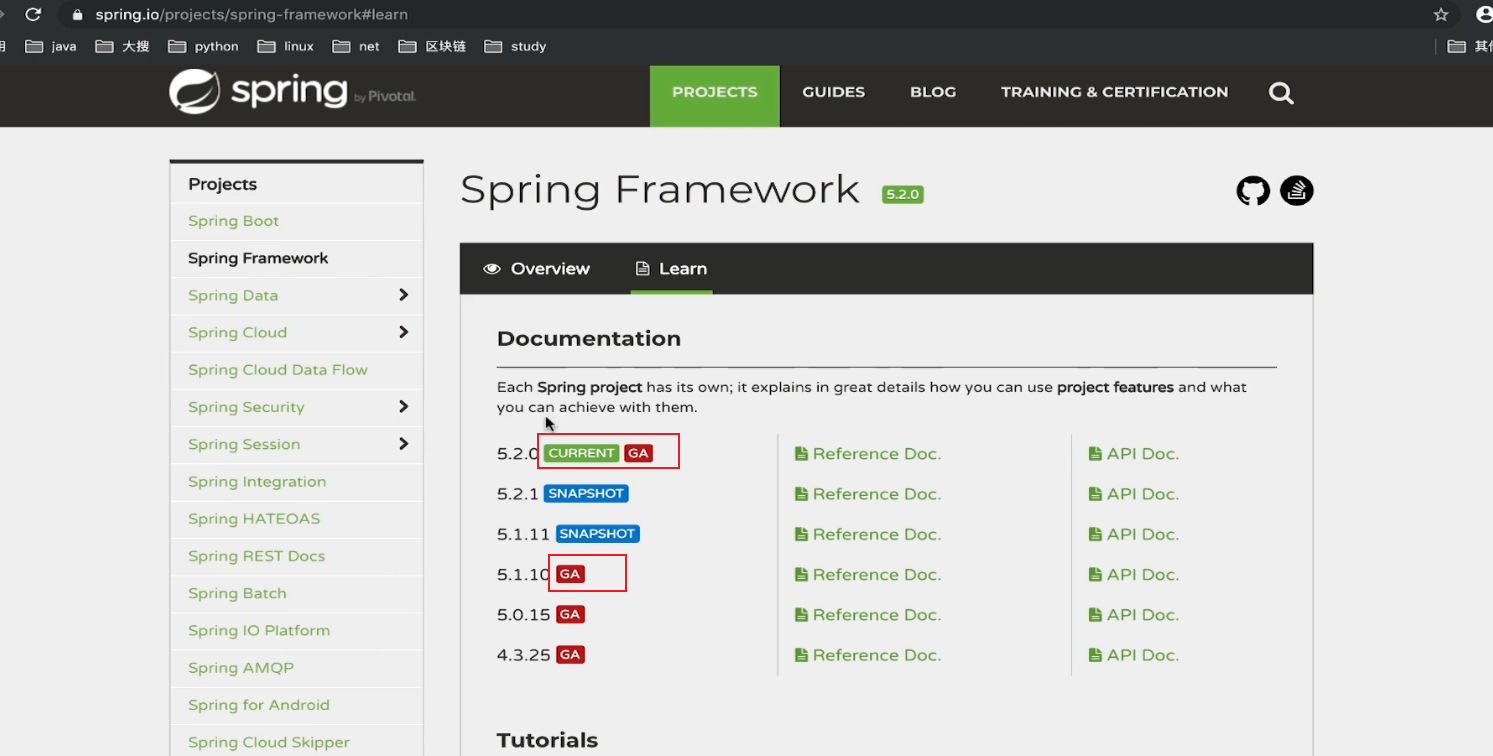 spring.io/projects/spring-framework#learn
用 java 大搜 python linux net 区块链 study
spring by Pivotal.
PROJECTS GUIDES BLOG TRAINING & CERTIFICATION
Projects
Spring Boot
Spring Framework
Spring Data
Spring Cloud
Spring Cloud Data Flow
Spring Security
Spring Session
Spring Integration
Spring HATEOAS
Spring REST Docs
Spring Batch
Spring IO Platform
Spring AMQP
Spring for Android
Spring Cloud Skipper
Spring Framework 5.2.0
Overview Learn
Documentation
Each Spring project has its own; it explains in great details how you can use project features and what
you can achieve with them.
5.2.0 CURRENT GA Reference Doc. API Doc.
5.2.1 SNAPSHOT Reference Doc. API Doc.
5.1.11 SNAPSHOT Reference Doc. API Doc.
5.1.10 GA Reference Doc. API Doc.
5.0.15 GA Reference Doc. API Doc.
4.3.25 GA Reference Doc. API Doc.
Tutorials